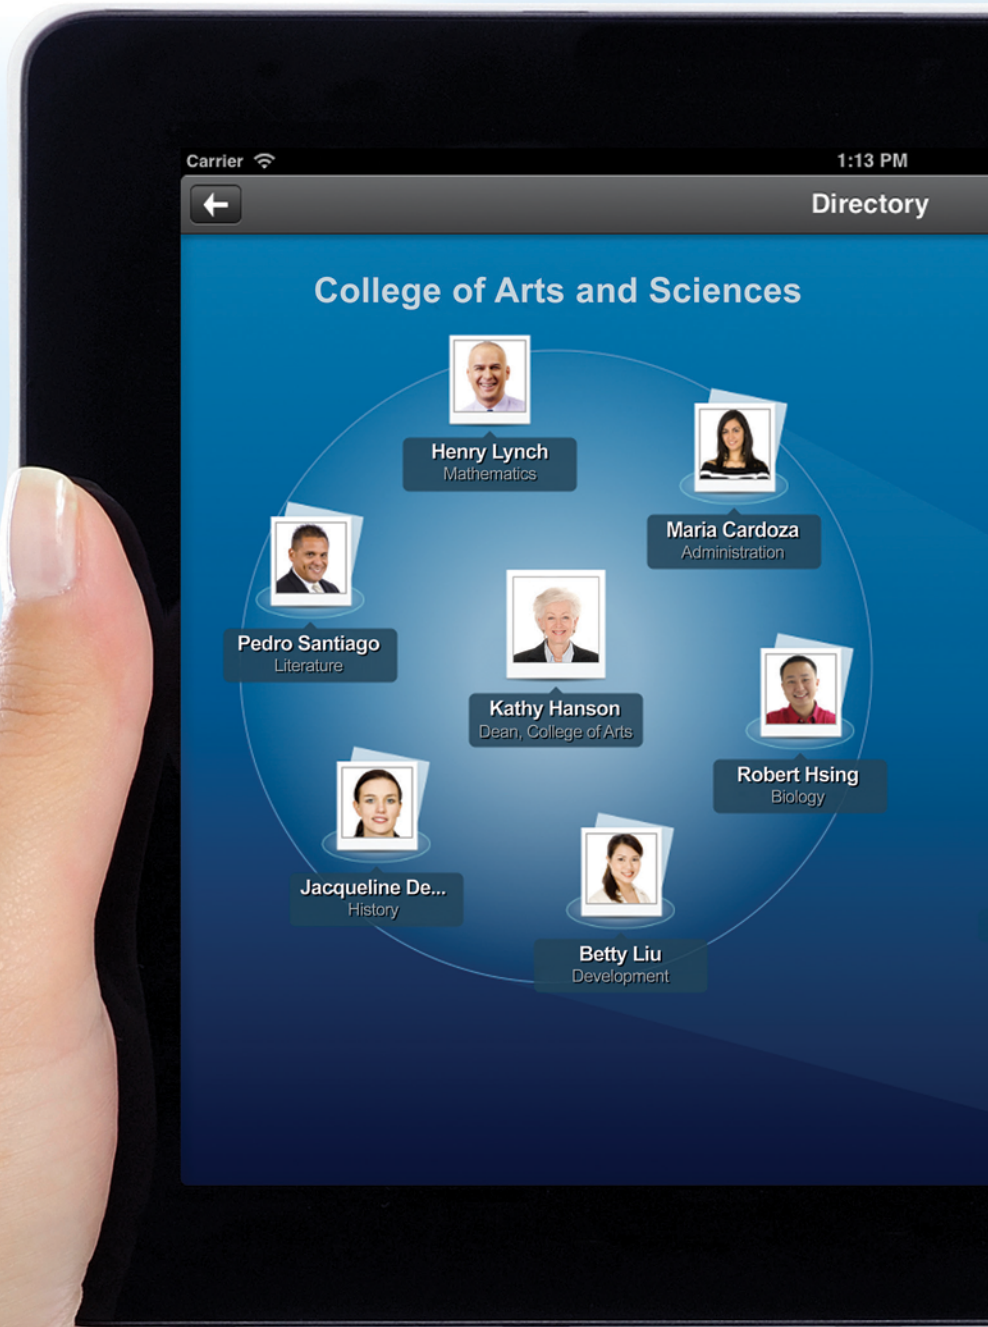 Carrier
1:13 PM
Directory
College of Arts and Sciences
Henry Lynch
Mathematics
Maria Cardoza
Administration
Pedro Santiago
Literature
Kathy Hanson
Dean, College of Arts
Robert Hsing
Biology
Jacqueline De...
History
Betty Liu
Development